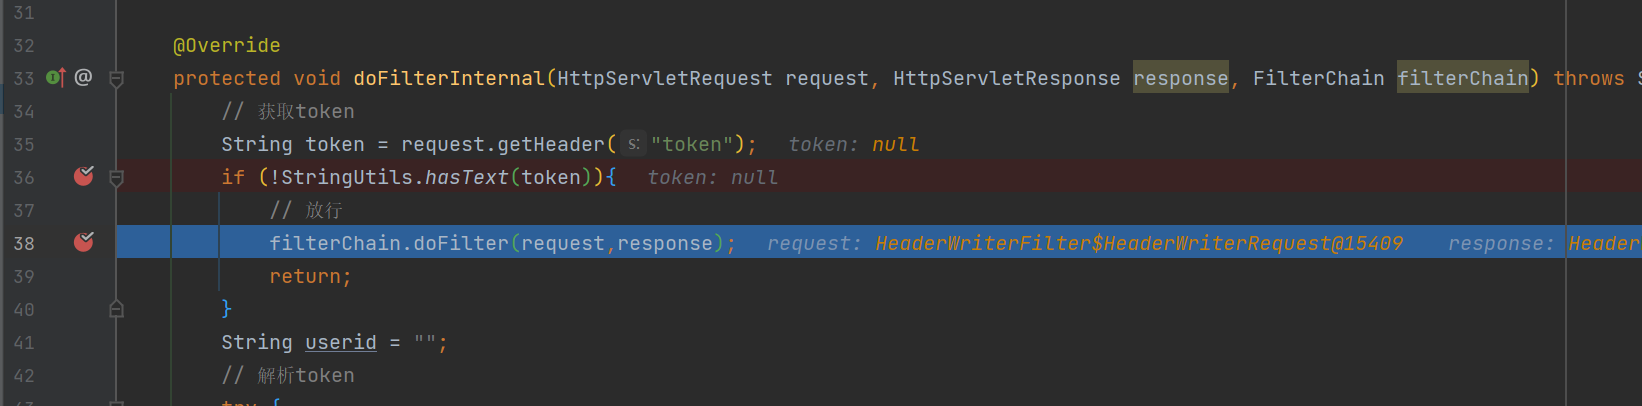 31
32 @Override
33 @ protected void doFilterInternal(HttpServletRequest request, HttpServletResponse response, FilterChain filterChain) throws
34 // 获取token
35 String token = request.getHeader( s: "token"); token: null
36 if (!StringUtils.hasText(token)){ token: null
37 // 放行
38 filterChain.doFilter(request,response); request: HeaderWriterFilter$HeaderWriterRequest@15409 response: Header
39 return;
40 }
41 String userid = "";
42 // 解析token
43 try {